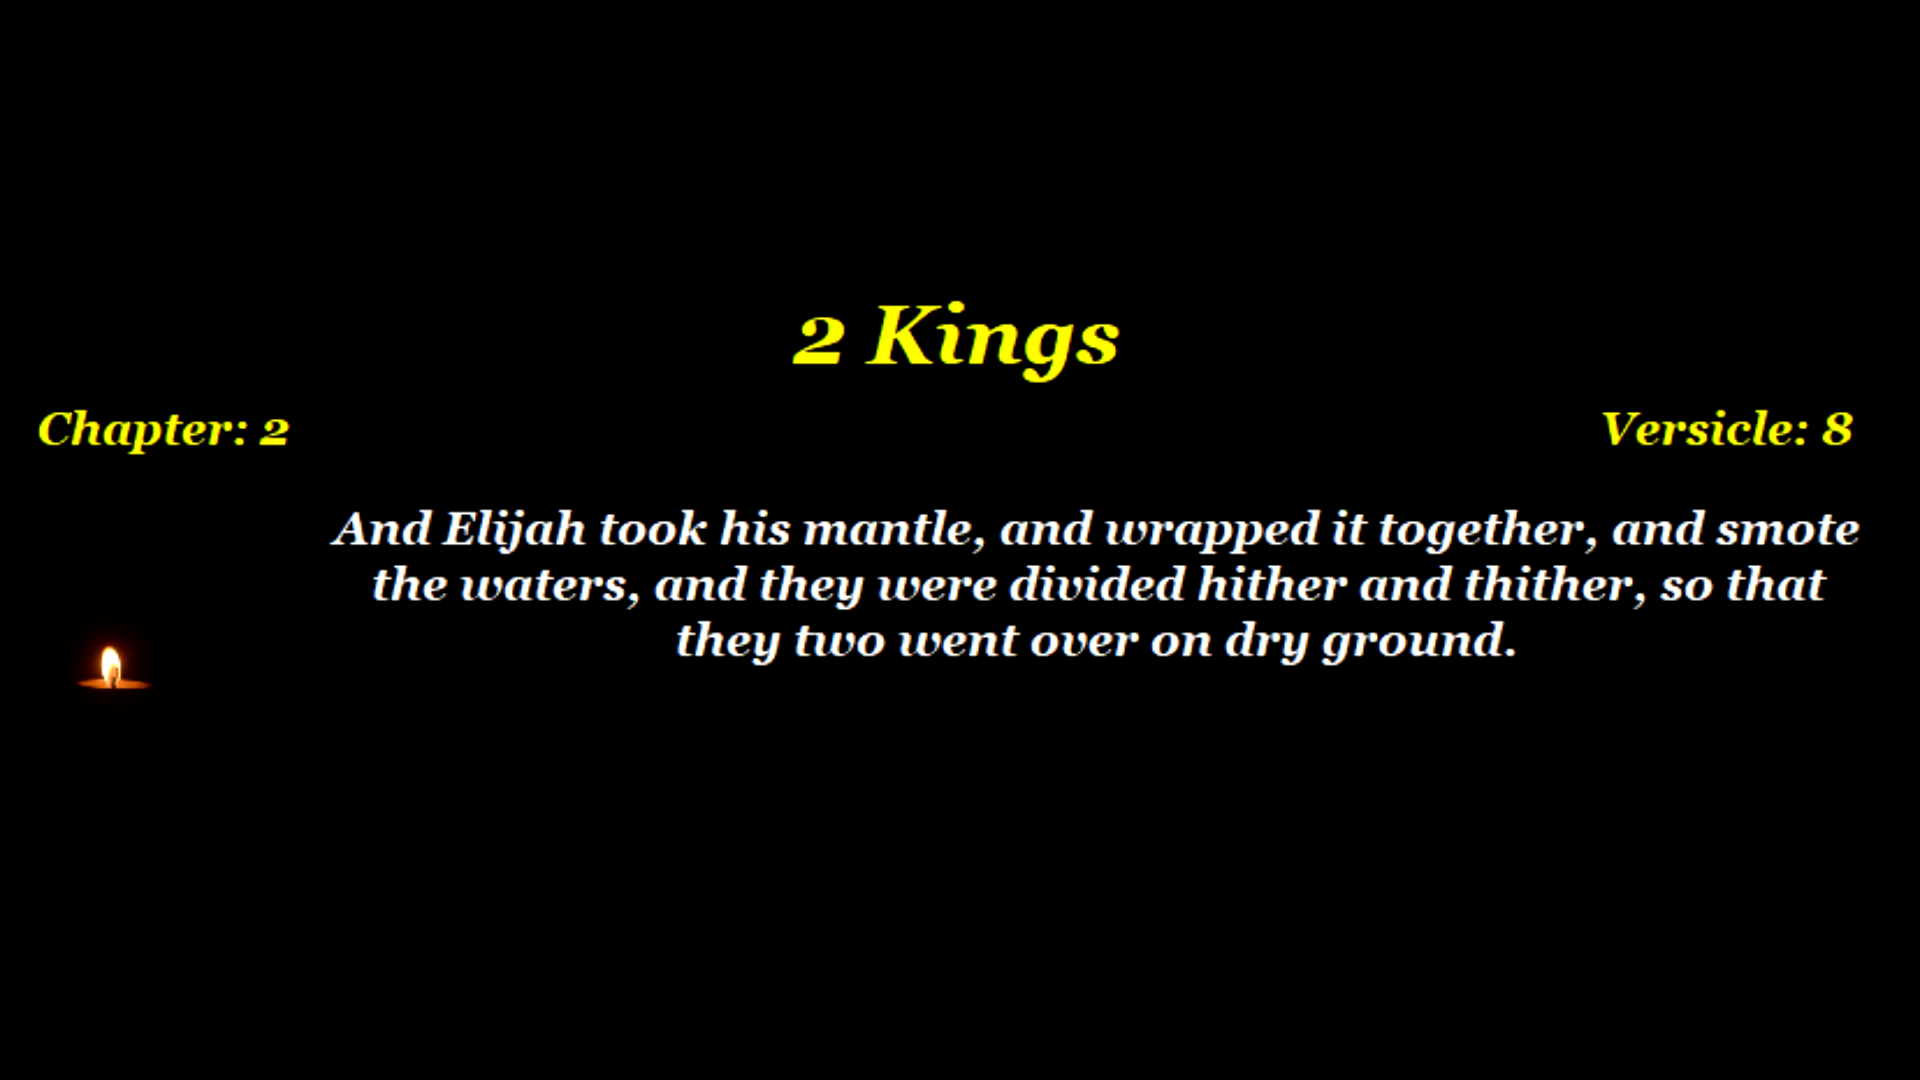 2 Kings
Chapter: 2
Versicle: 8
And Elijah took his mantle, and wrapped it together, and smote
the waters, and they were divided hither and thither, so that
they two went over on dry ground.